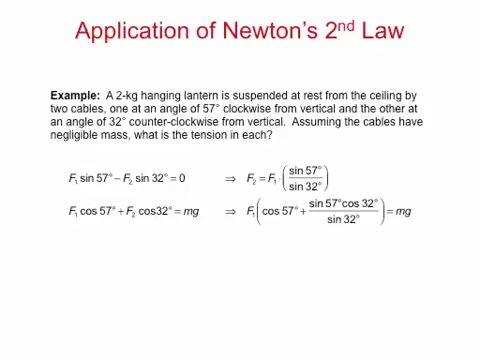 Application of Newton's 2nd Law
Example: A 2-kg hanging lantern is suspended at rest from the ceiling by
two cables, one at an angle of 57° clockwise from vertical and the other at
an angle of 32° counter-clockwise from vertical. Assuming the cables have
negligible mass, what is the tension in each?
F₁ sin 57° − F₂ sin 32° = 0 ⇒ F₂ = F₁ · (sin 57° / sin 32°)
F₁ cos 57° + F₂ cos32° = mg ⇒ F₁(cos 57° + sin 57°cos 32° / sin 32°) = mg